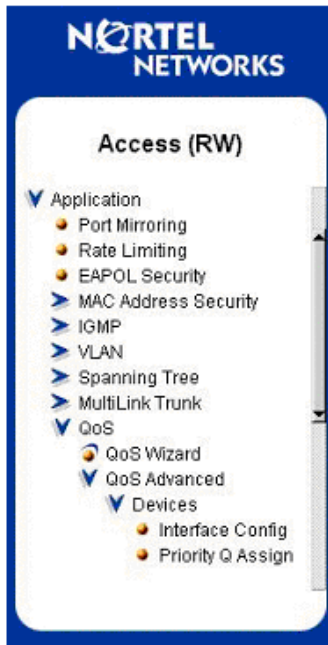 NORTEL
NETWORKS
Access (RW)
Application
Port Mirroring
Rate Limiting
EAPOL Security
MAC Address Security
IGMP
VLAN
Spanning Tree
MultiLink Trunk
QoS
QoS Wizard
QoS Advanced
Devices
Interface Config
Priority Q Assign